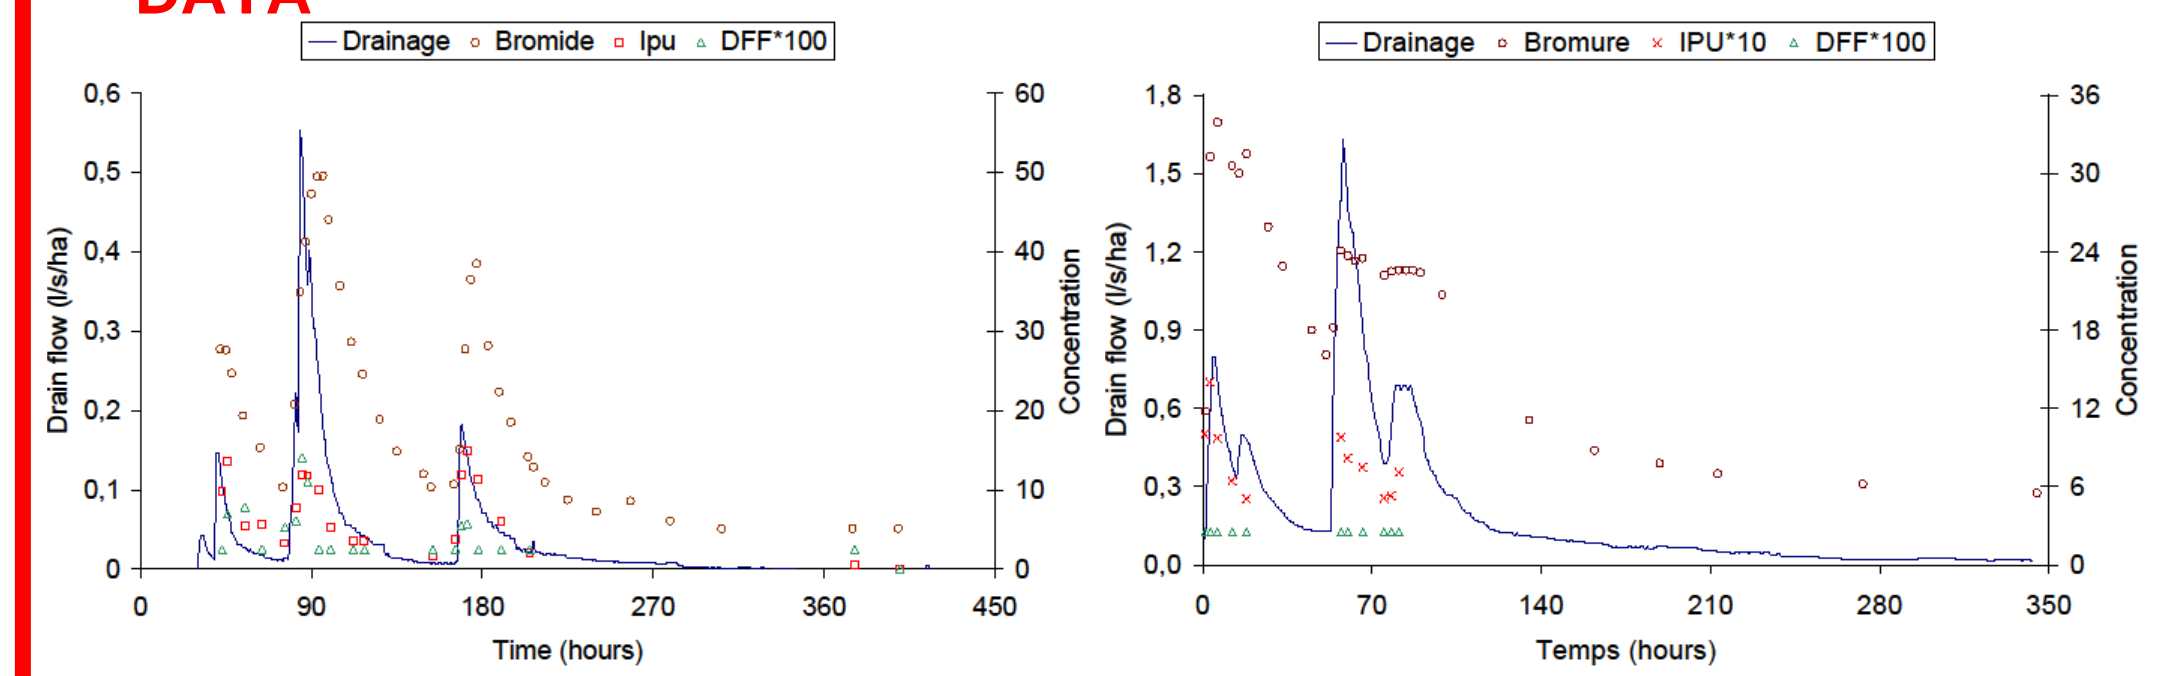 DATA
Drainage Bromide Ipu DFF*100
0,6
0,5
0,4
0,3
0,2
0,1
0
60
50
40
30
20
10
0
0 90 180 270 360 450
Drain flow (l/s/ha)
Concentration
Time (hours)
Drainage Bromure IPU*10 DFF*100
1,8
1,5
1,2
0,9
0,6
0,3
0,0
36
30
24
18
12
6
0
0 70 140 210 280 350
Drain flow (l/s/ha)
Concentration
Temps (hours)